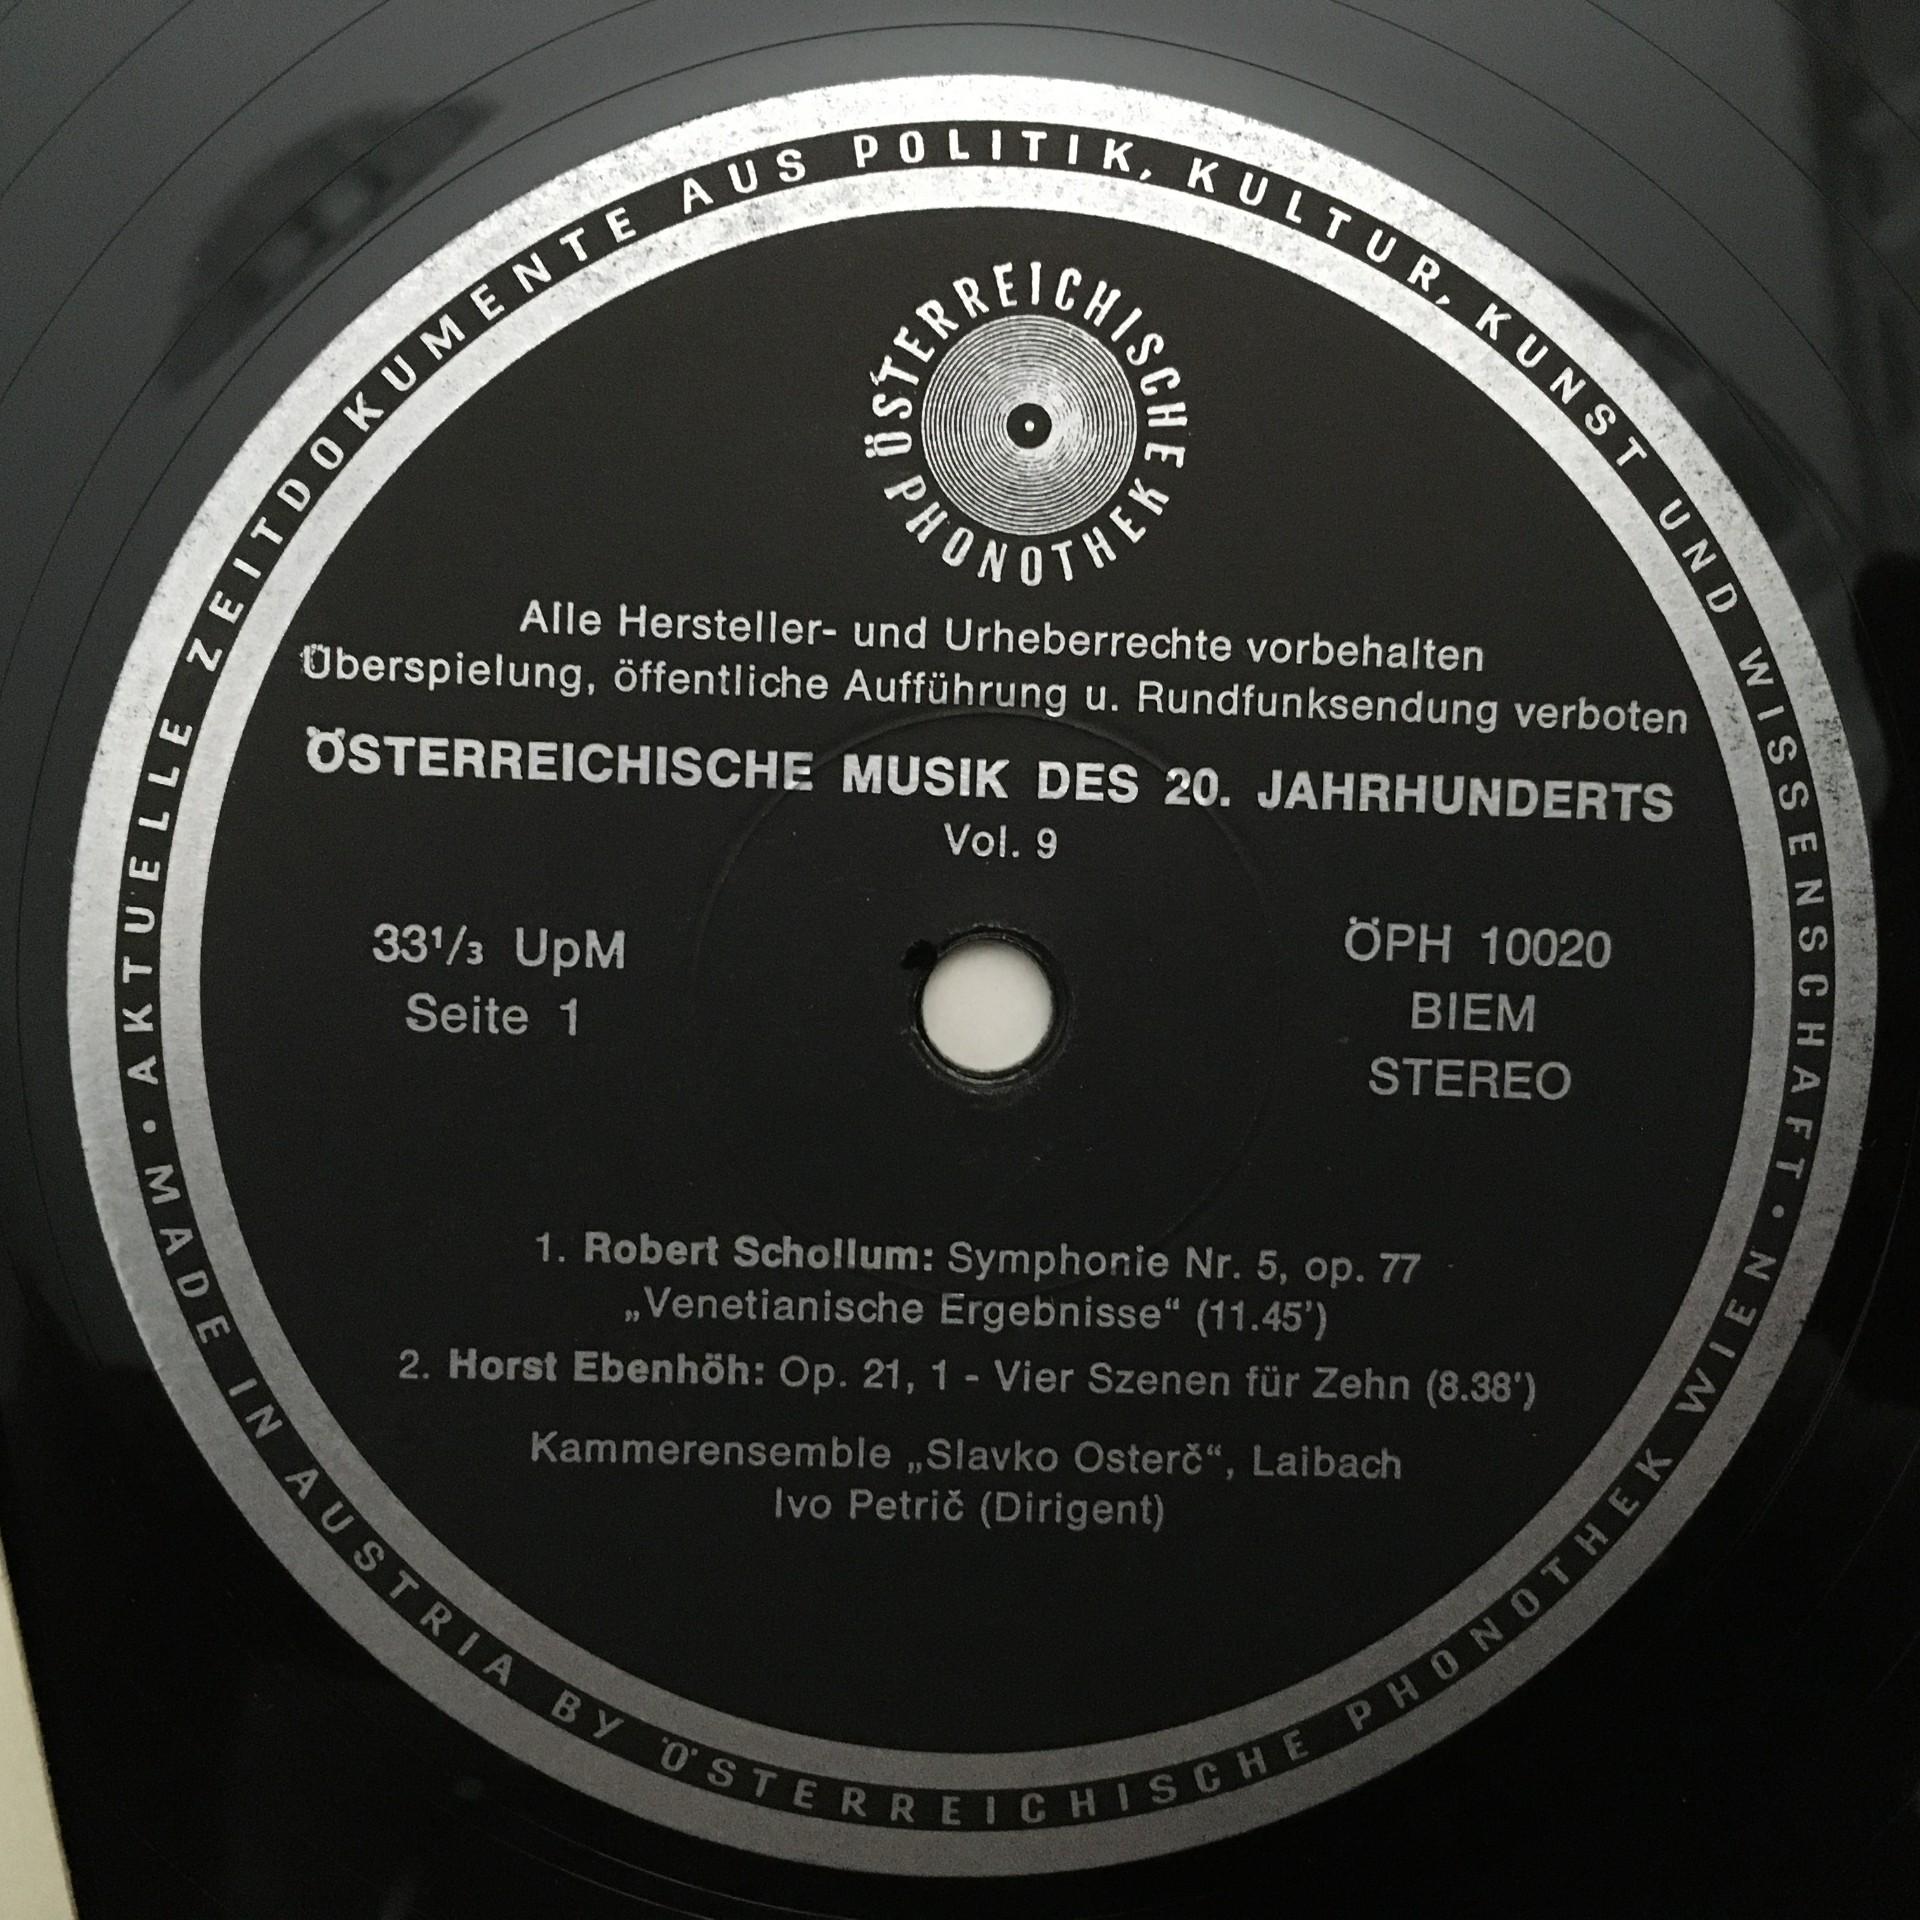 AKTUELLE ZEITDOKUMENTE AUS POLITIK, KULTUR, KUNST UND WISSENSCHAFT •
ÖSTERREICHISCHE PHONOTHEK
Alle Hersteller- und Urheberrechte vorbehalten
Überspielung, öffentliche Aufführung u. Rundfunksendung verboten
ÖSTERREICHISCHE MUSIK DES 20. JAHRHUNDERTS
Vol. 9
33¹/₃ UpM
Seite 1
ÖPH 10020
BIEM
STEREO
1. Robert Schollum: Symphonie Nr. 5, op. 77
„Venetianische Ergebnisse“ (11.45')
2. Horst Ebenhöh: Op. 21, 1 - Vier Szenen für Zehn (8.38')
Kammerensemble „Slavko Osterč“, Laibach
Ivo Petrič (Dirigent)
MADE IN AUSTRIA BY ÖSTERREICHISCHE PHONOTHEK WIEN •